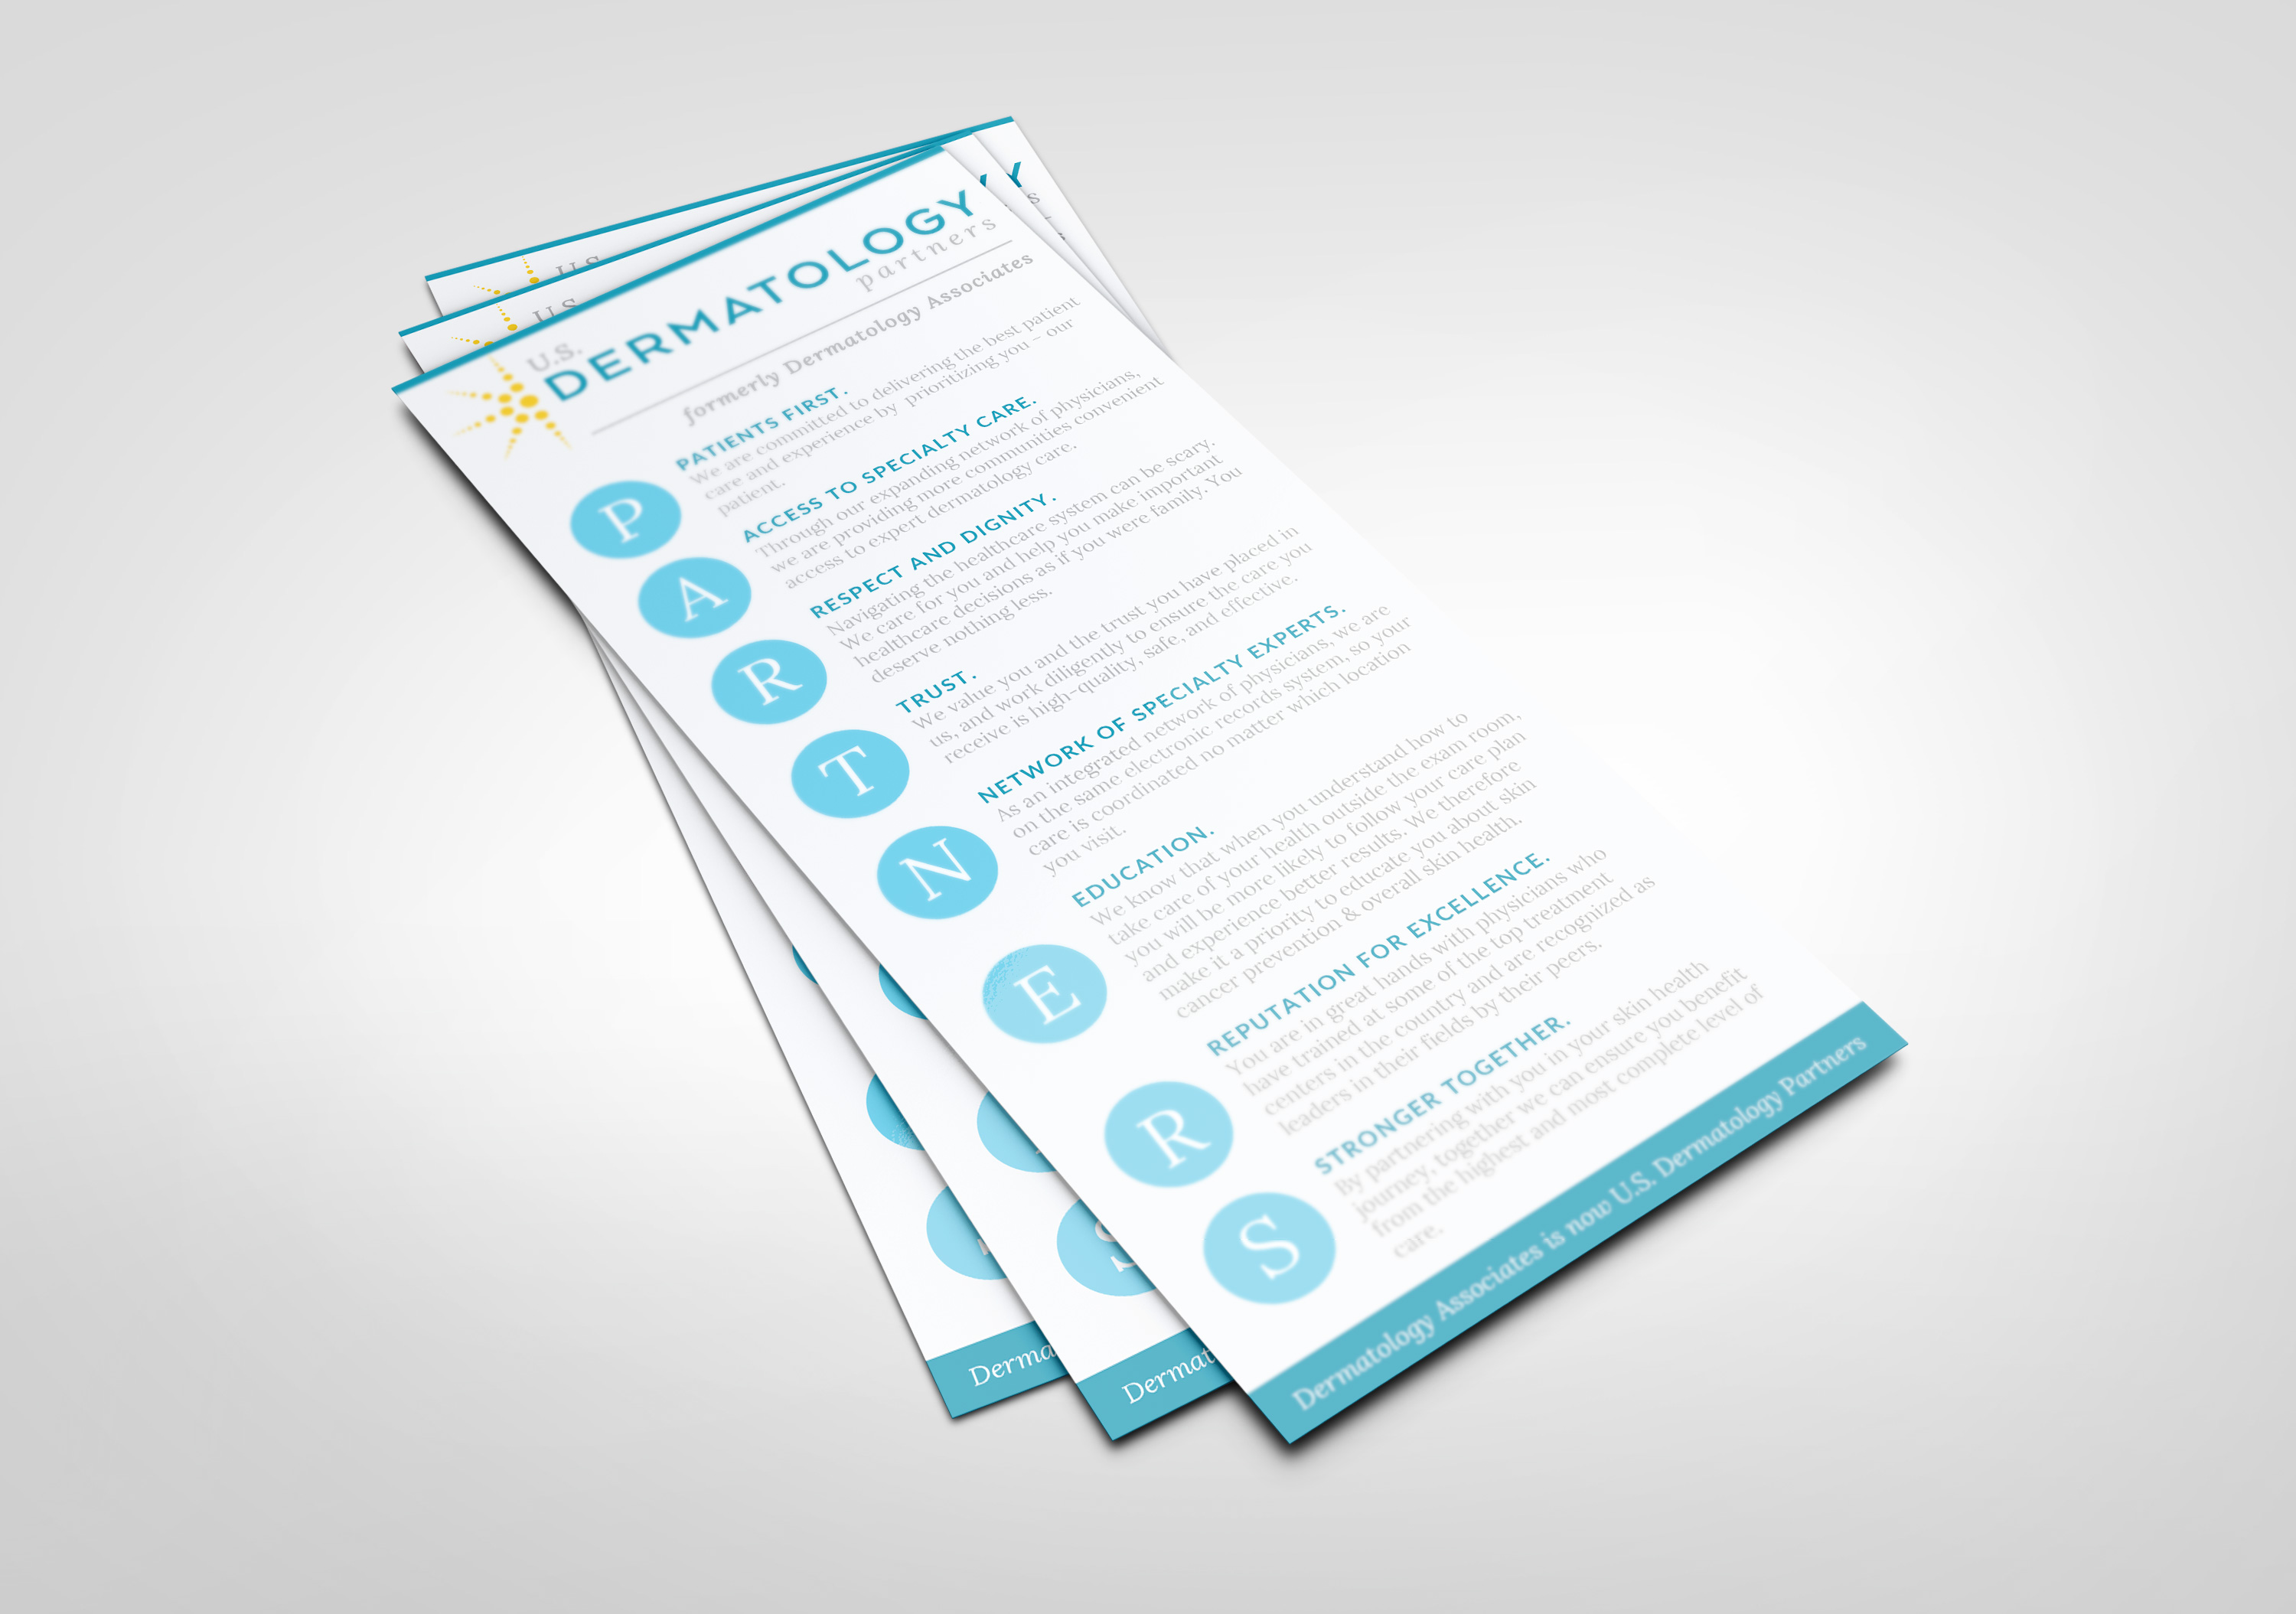 U.S.
DERMATOLOGY
partners
formerly Dermatology Associates
P
PATIENTS FIRST.
We are committed to delivering the best patient
care and experience by prioritizing you – our
patient.
A
ACCESS TO SPECIALTY CARE.
Through our expanding network of physicians,
we are providing more communities convenient
access to expert dermatology care.
R
RESPECT AND DIGNITY.
Navigating the healthcare system can be scary.
We care for you and help you make important
healthcare decisions as if you were family. You
deserve nothing less.
T
TRUST.
We value you and the trust you have placed in
us, and work diligently to ensure the care you
receive is high-quality, safe, and effective.
N
NETWORK OF SPECIALTY EXPERTS.
As an integrated network of physicians, we are
on the same electronic records system, so your
care is coordinated no matter which location
you visit.
E
EDUCATION.
We know that when you understand how to
take care of your health outside the exam room,
you will be more likely to follow your care plan
and experience better results. We therefore
make it a priority to educate you about skin
cancer prevention & overall skin health.
R
REPUTATION FOR EXCELLENCE.
You are in great hands with physicians who
have trained at some of the top treatment
centers in the country and are recognized as
leaders in their fields by their peers.
S
STRONGER TOGETHER.
By partnering with you in your skin health
journey, together we can ensure you benefit
from the highest and most complete level of
care.
Dermatology Associates is now U.S. Dermatology Partners
U.S.
Y
Dermat
U.S.
Y
s
Derma